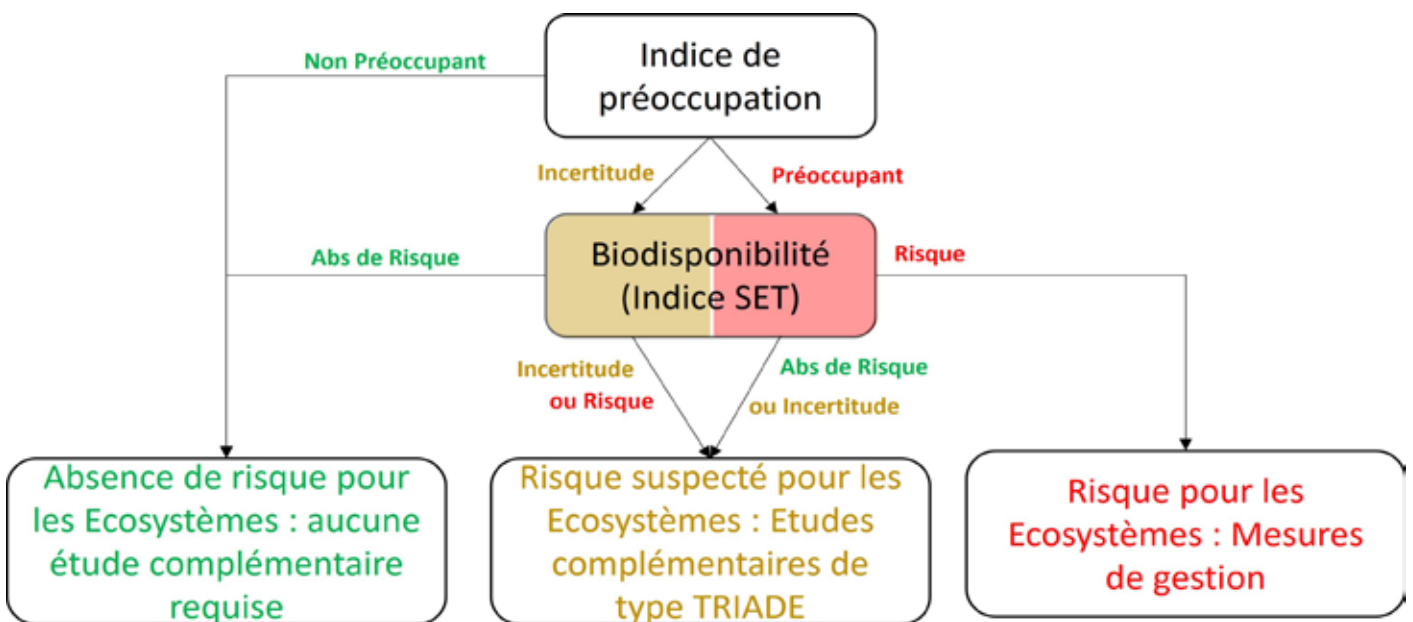 Indice de
préoccupation
Non Préoccupant
Incertitude
Préoccupant
Biodisponibilité
(Indice SET)
Abs de Risque
Risque
Incertitude
ou Risque
Abs de Risque
ou Incertitude
Absence de risque pour
les Ecosystèmes : aucune
étude complémentaire
requise
Risque suspecté pour les
Ecosystèmes : Etudes
complémentaires de
type TRIADE
Risque pour les
Ecosystèmes : Mesures
de gestion